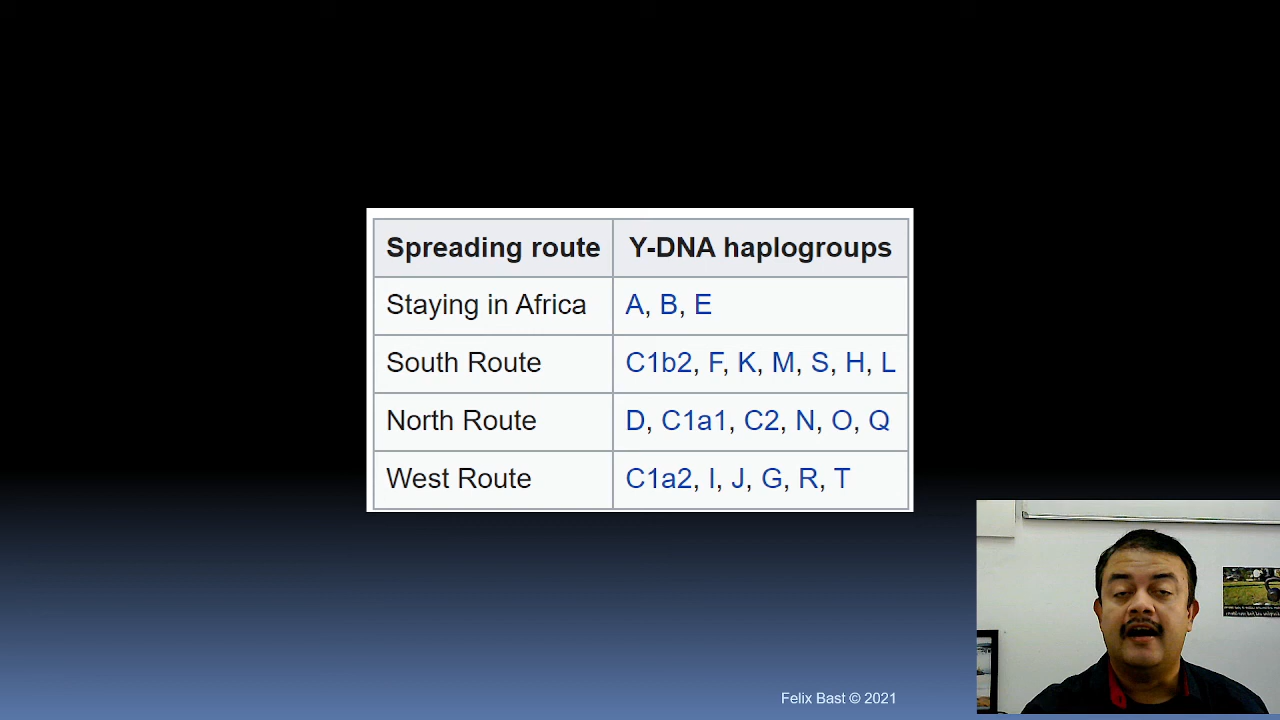 Spreading route Y-DNA haplogroups
Staying in Africa A, B, E
South Route C1b2, F, K, M, S, H, L
North Route D, C1a1, C2, N, O, Q
West Route C1a2, I, J, G, R, T
Felix Bast © 2021